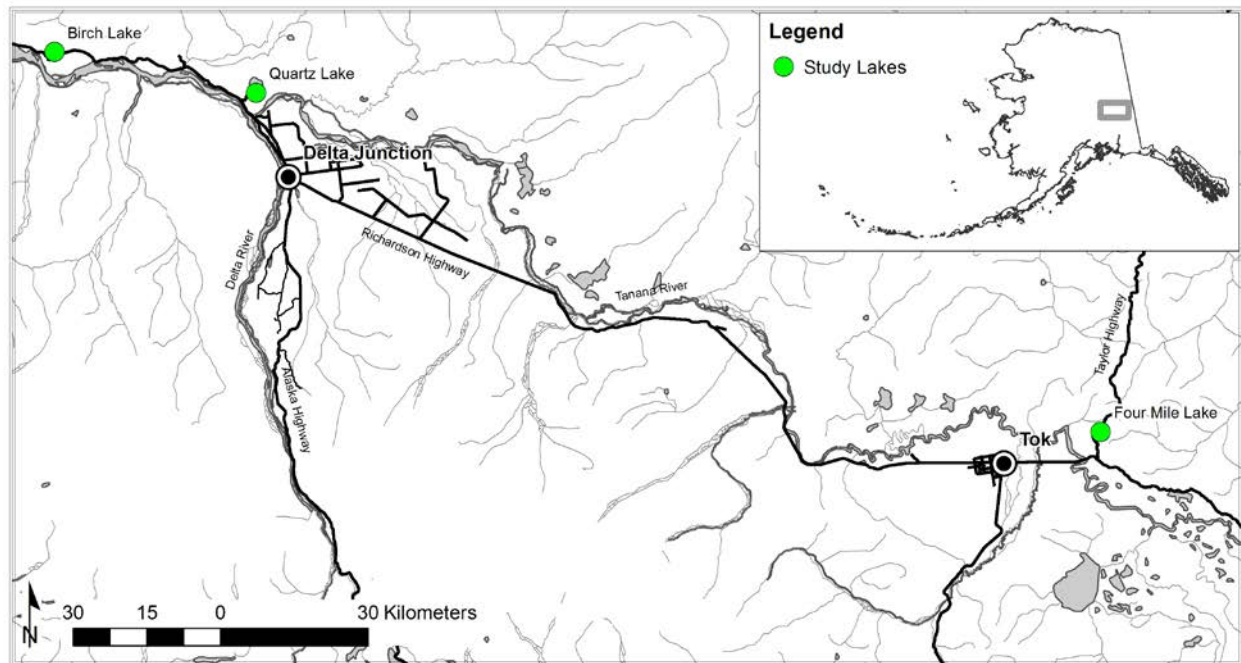 Birch Lake
Quartz Lake
Delta Junction
Delta River
Richardson Highway
Alaska Highway
Tanana River
Taylor Highway
Four Mile Lake
Tok
Legend
Study Lakes
N
30 15 0 30 Kilometers